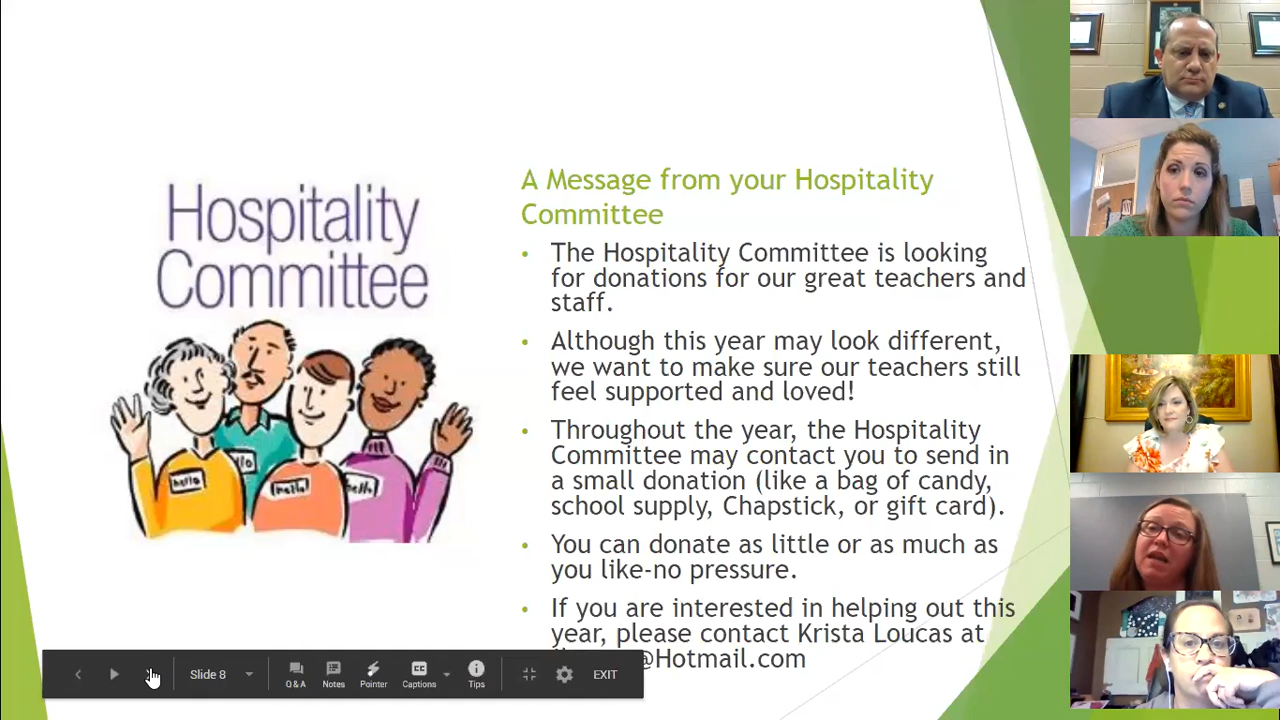 Hospitality
Committee
hello
hello
hello
A Message from your Hospitality
Committee
• The Hospitality Committee is looking
for donations for our great teachers and
staff.
• Although this year may look different,
we want to make sure our teachers still
feel supported and loved!
• Throughout the year, the Hospitality
Committee may contact you to send in
a small donation (like a bag of candy,
school supply, Chapstick, or gift card).
• You can donate as little or as much as
you like-no pressure.
• If you are interested in helping out this
year, please contact Krista Loucas at
@Hotmail.com
Slide 8
Q & A
Notes
Pointer
CC
Captions
Tips
EXIT